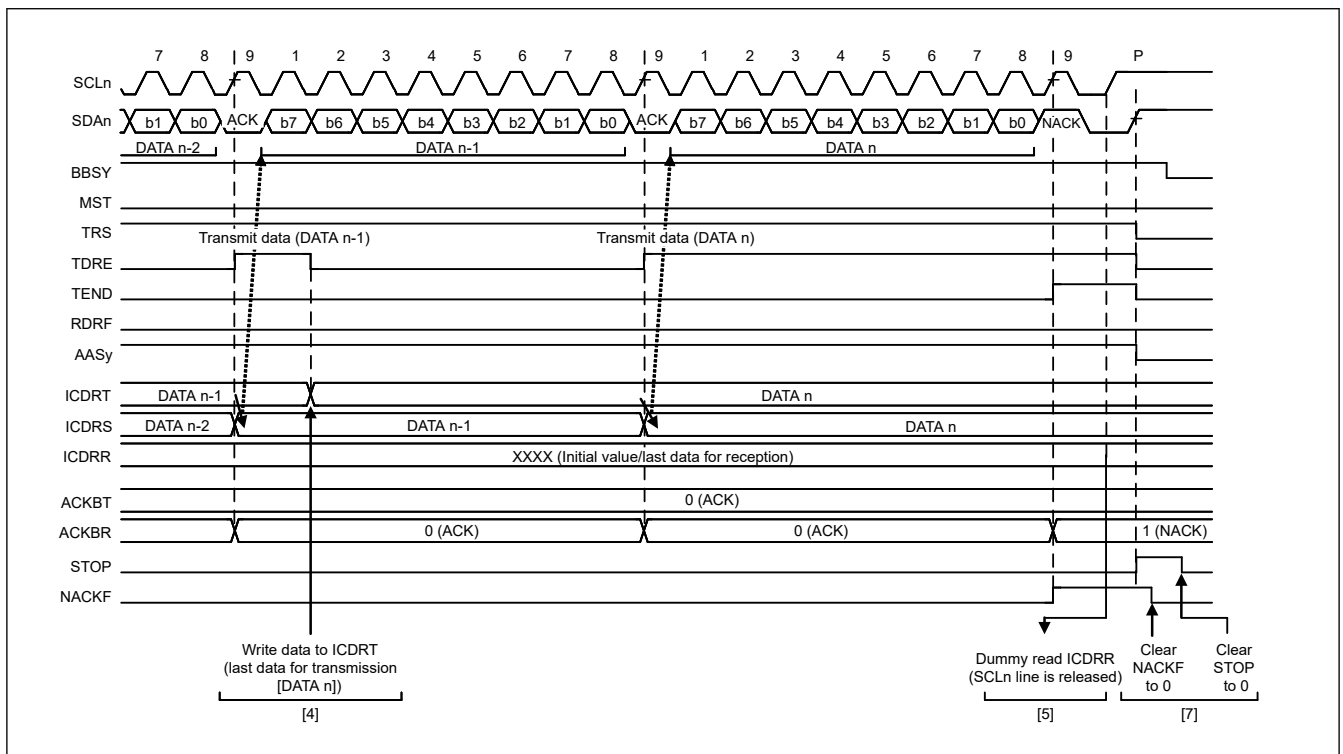 7 8 9 1 2 3 4 5 6 7 8 9 1 2 3 4 5 6 7 8 9 P
SCLn
SDAn b1 b0 ACK b7 b6 b5 b4 b3 b2 b1 b0 ACK b7 b6 b5 b4 b3 b2 b1 b0 NACK
DATA n-2 DATA n-1 DATA n
BBSY
MST
TRS
Transmit data (DATA n-1) Transmit data (DATA n)
TDRE
TEND
RDRF
AASy
ICDRT DATA n-1 DATA n
ICDRS DATA n-2 DATA n-1 DATA n
ICDRR XXXX (Initial value/last data for reception)
ACKBT 0 (ACK)
ACKBR 0 (ACK) 0 (ACK) 1 (NACK)
STOP
NACKF
Write data to ICDRT
(last data for transmission
[DATA n])
[4]
Dummy read ICDRR
(SCLn line is released)
[5]
Clear
NACKF
to 0
Clear
STOP
to 0
[7]